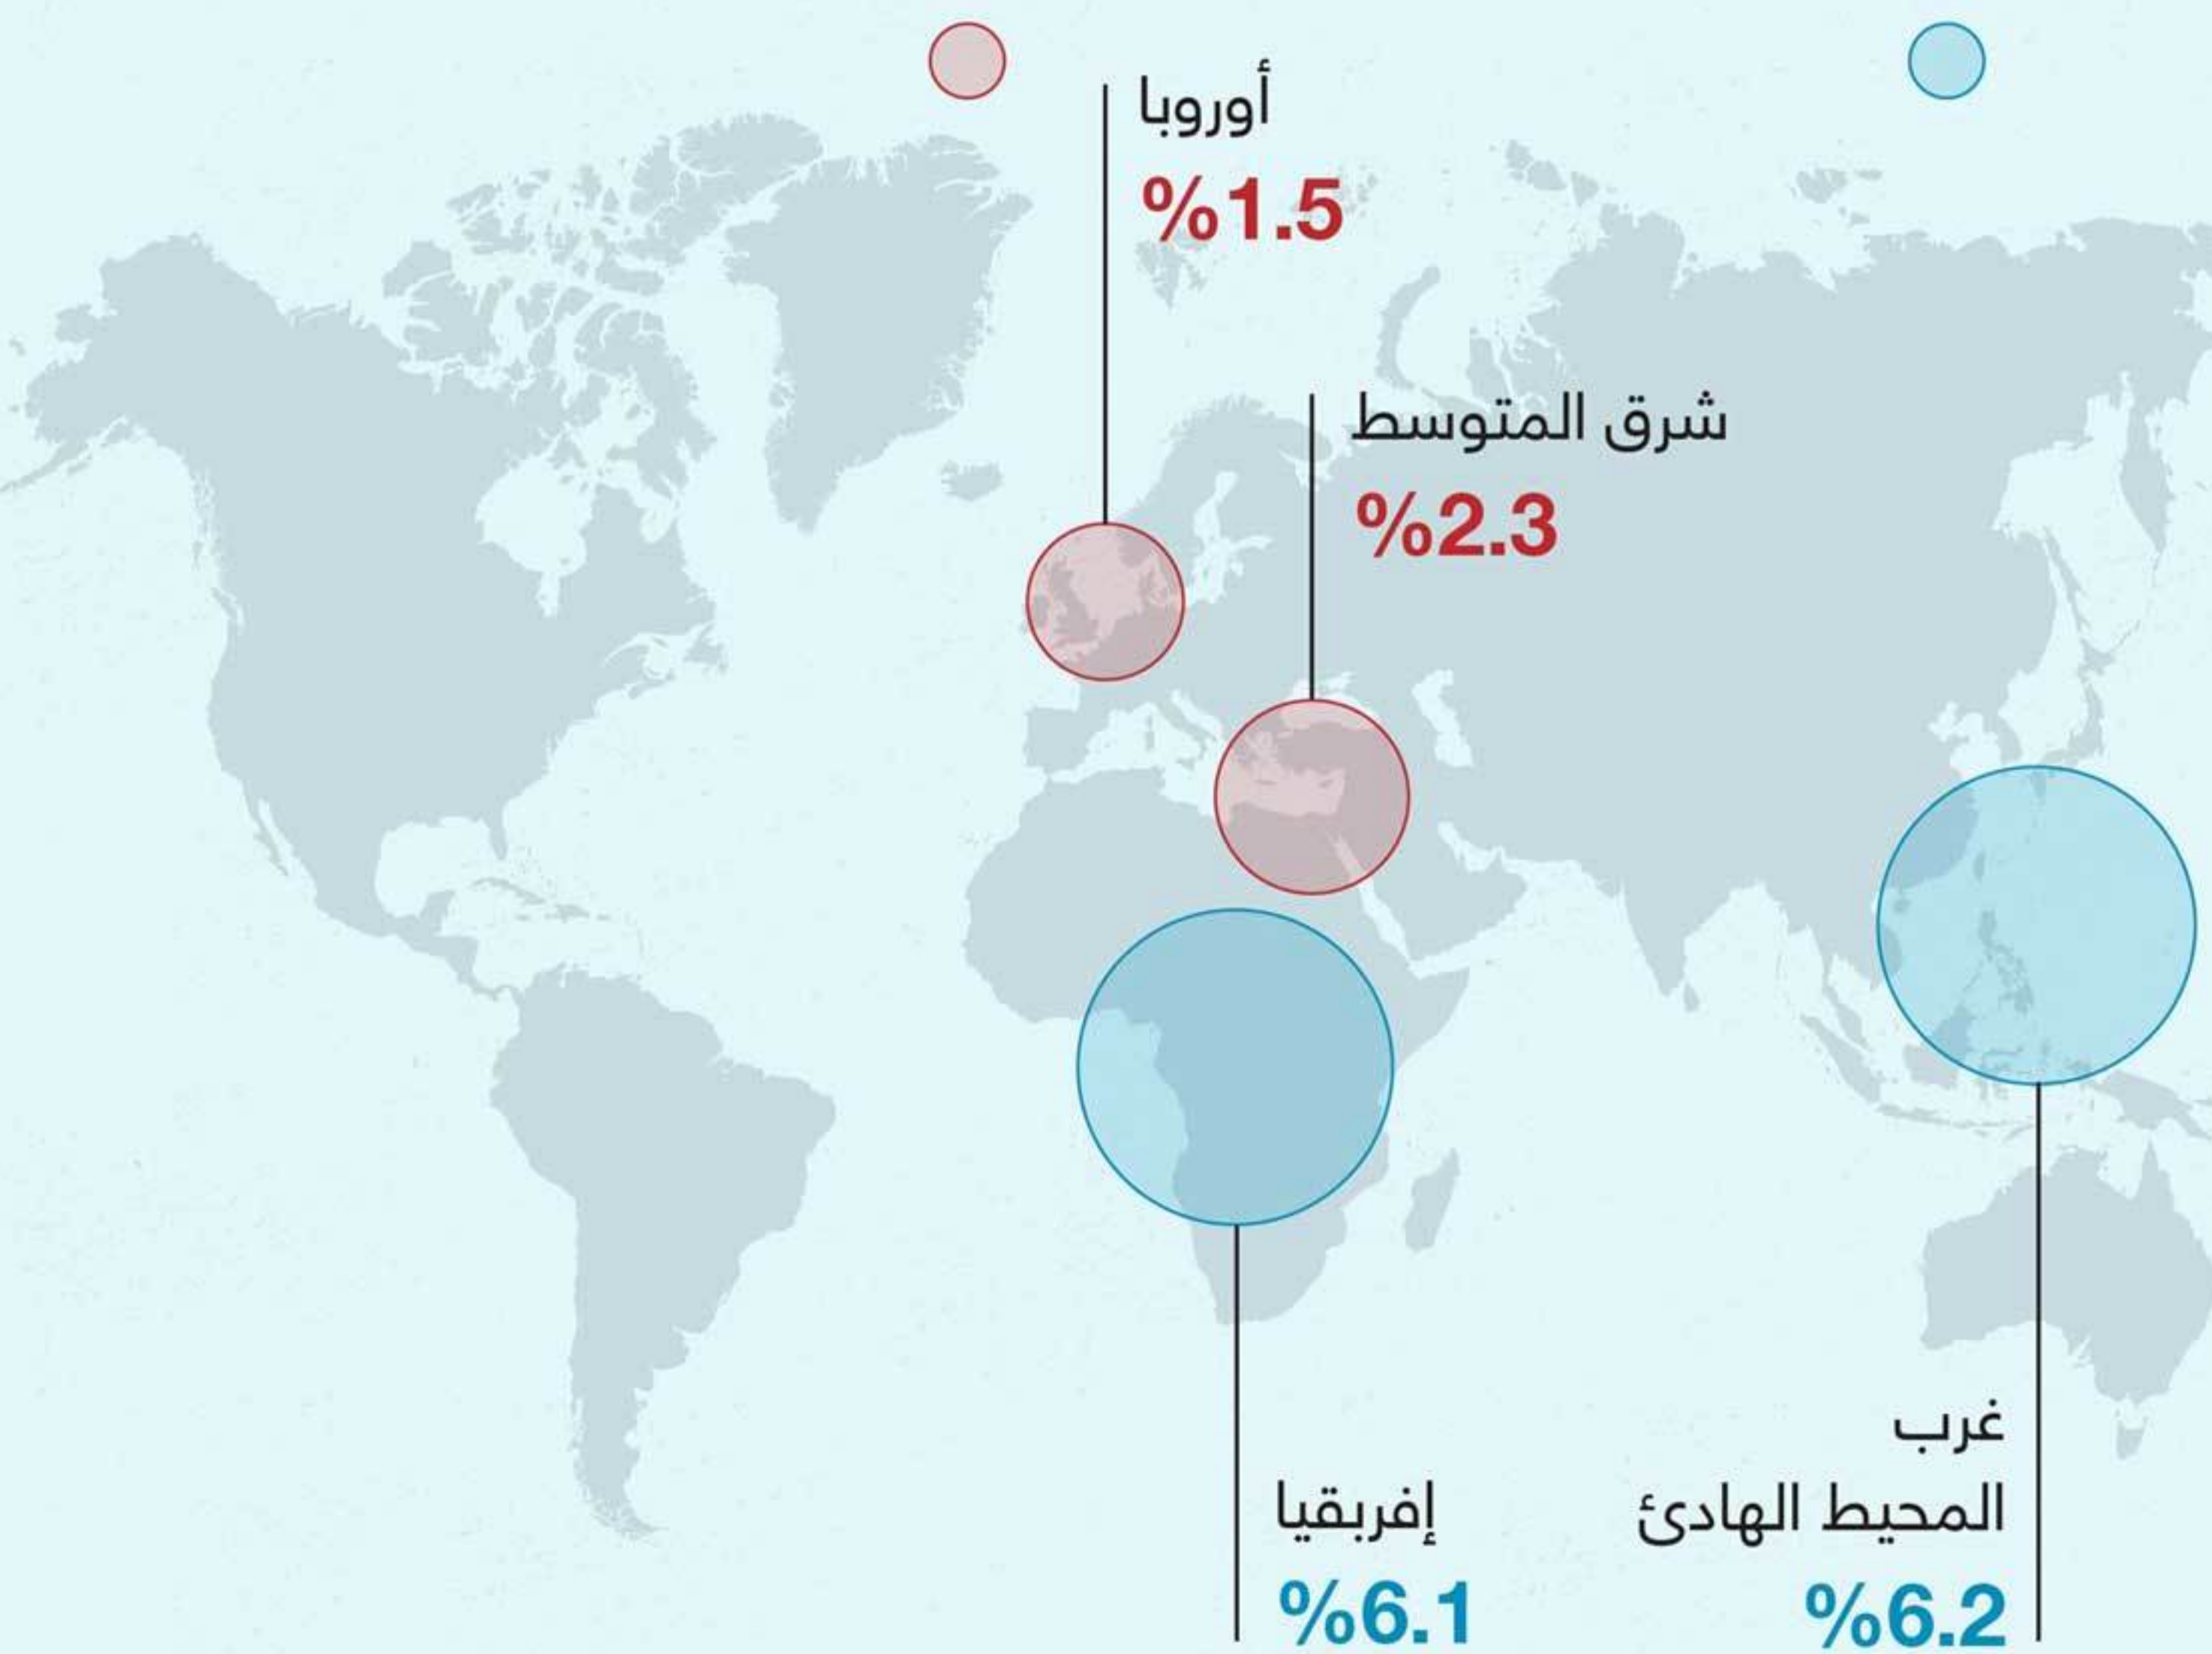 أوروبا
%1.5
شرق المتوسط
%2.3
غرب
المحيط الهادئ
%6.2
إفريقيا
%6.1